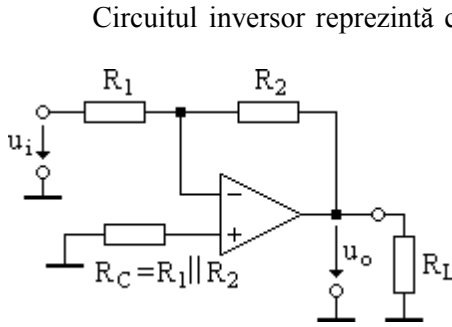 Circuitul inversor reprezintă
R1 R2
ui
−
+
RC=R1||R2
uo
RL